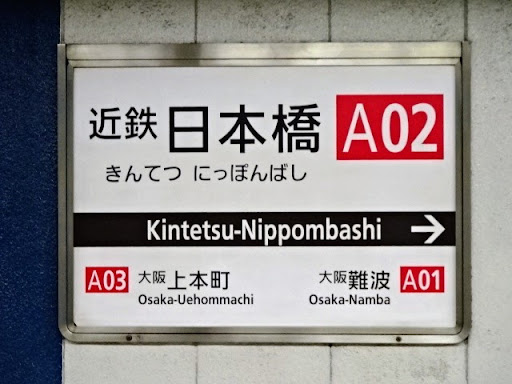 近鉄 日本橋 A02
きんてつ にっぽんばし
Kintetsu-Nippombashi →
A03 大阪上本町 大阪難波 A01
Osaka-Uehommachi Osaka-Namba